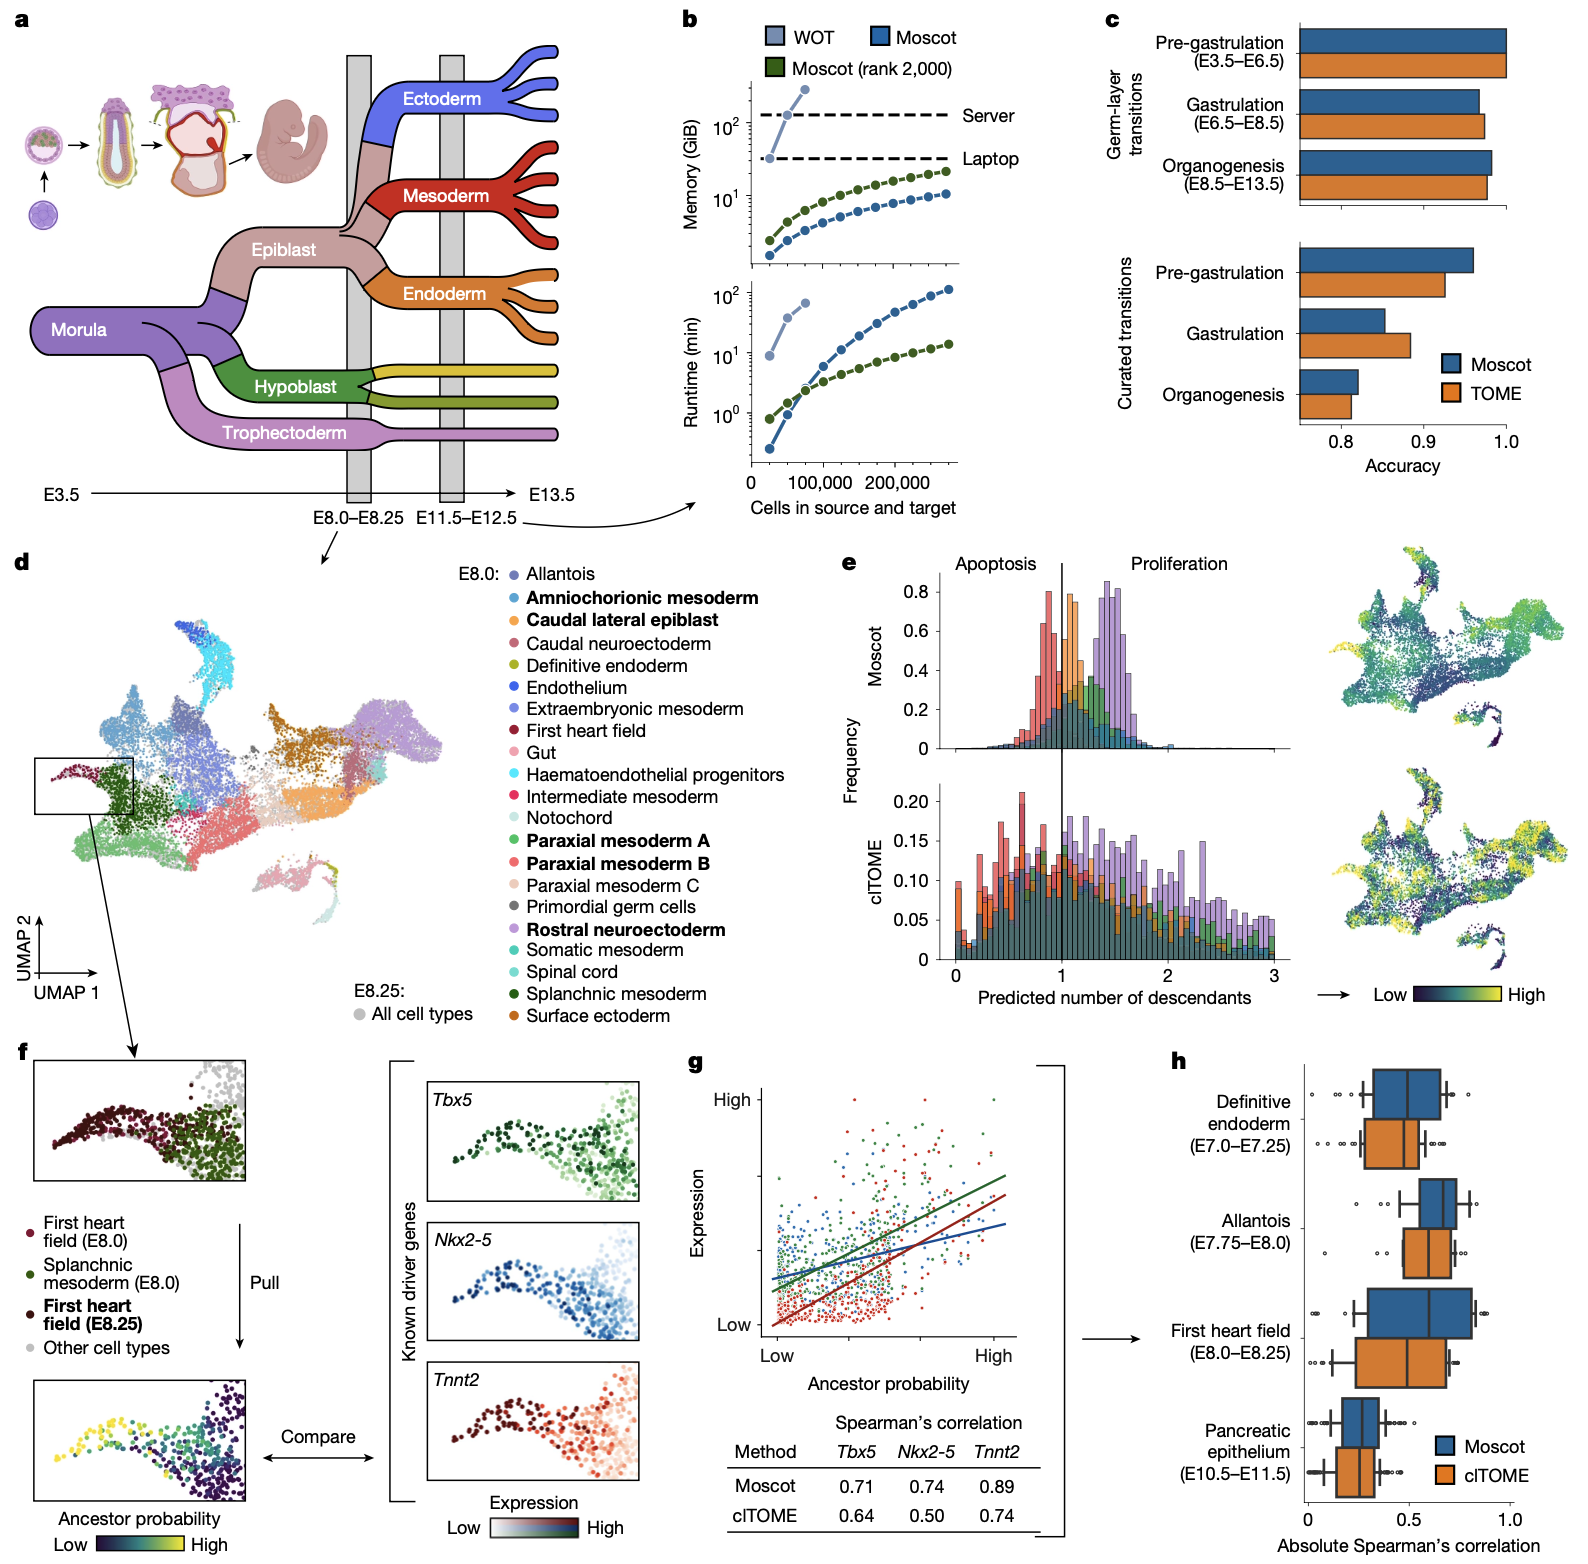 a
Ectoderm
Mesoderm
Epiblast
Endoderm
Morula
Hypoblast
Trophectoderm
E3.5
E13.5
E8.0–E8.25
E11.5–E12.5
b
WOT
Moscot
Moscot (rank 2,000)
Memory (GiB)
10²
10¹
Server
Laptop
Runtime (min)
10²
10¹
10⁰
0
100,000
200,000
Cells in source and target
c
Germ-layer
transitions
Pre-gastrulation
(E3.5–E6.5)
Gastrulation
(E6.5–E8.5)
Organogenesis
(E8.5–E13.5)
Curated transitions
Pre-gastrulation
Gastrulation
Organogenesis
Moscot
TOME
0.8
0.9
1.0
Accuracy
d
E8.0:
Allantois
Amniochorionic mesoderm
Caudal lateral epiblast
Caudal neuroectoderm
Definitive endoderm
Endothelium
Extraembryonic mesoderm
First heart field
Gut
Haematoendothelial progenitors
Intermediate mesoderm
Notochord
Paraxial mesoderm A
Paraxial mesoderm B
Paraxial mesoderm C
Primordial germ cells
Rostral neuroectoderm
Somatic mesoderm
Spinal cord
Splanchnic mesoderm
Surface ectoderm
E8.25:
All cell types
UMAP 2
UMAP 1
e
Apoptosis
Proliferation
Frequency
Moscot
0.8
0.6
0.4
0.2
0
clTOME
0.20
0.15
0.10
0.05
0
0
1
2
3
Predicted number of descendants
Low
High
f
First heart
field (E8.0)
Splanchnic
mesoderm (E8.0)
First heart
field (E8.25)
Other cell types
Pull
Compare
Ancestor probability
Low
High
Known driver genes
Tbx5
Nkx2-5
Tnnt2
Expression
Low
High
g
High
Expression
Low
Low
High
Ancestor probability
Spearman's correlation
Method Tbx5 Nkx2-5 Tnnt2
Moscot 0.71 0.74 0.89
clTOME 0.64 0.50 0.74
h
Definitive
endoderm
(E7.0–E7.25)
Allantois
(E7.75–E8.0)
First heart field
(E8.0–E8.25)
Pancreatic
epithelium
(E10.5–E11.5)
Moscot
clTOME
0
0.5
1.0
Absolute Spearman's correlation